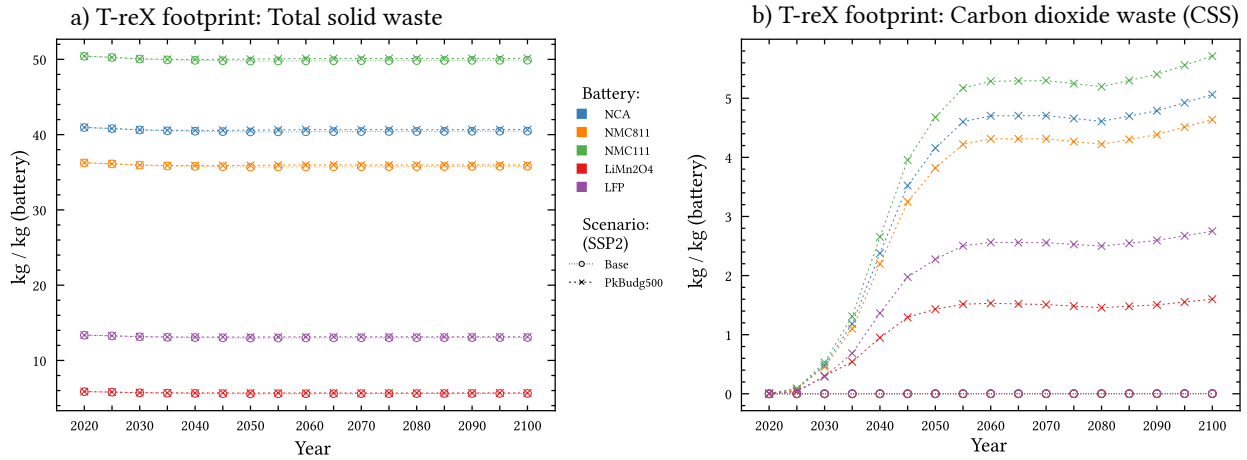 a) T-reX footprint: Total solid waste
kg / kg (battery)
50
40
30
20
10
2020 2030 2040 2050 2060 2070 2080 2090 2100
Year
Battery:
NCA
NMC811
NMC111
LiMn2O4
LFP
Scenario:
(SSP2)
Base
PkBudg500
b) T-reX footprint: Carbon dioxide waste (CSS)
kg / kg (battery)
5
4
3
2
1
0
2020 2030 2040 2050 2060 2070 2080 2090 2100
Year